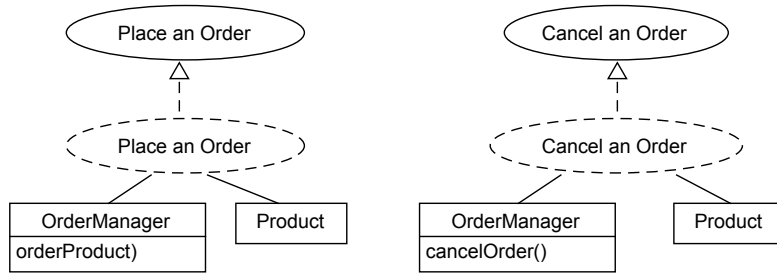 Place an Order
Cancel an Order
Place an Order
Cancel an Order
OrderManager
Product
OrderManager
Product
orderProduct)
cancelOrder()